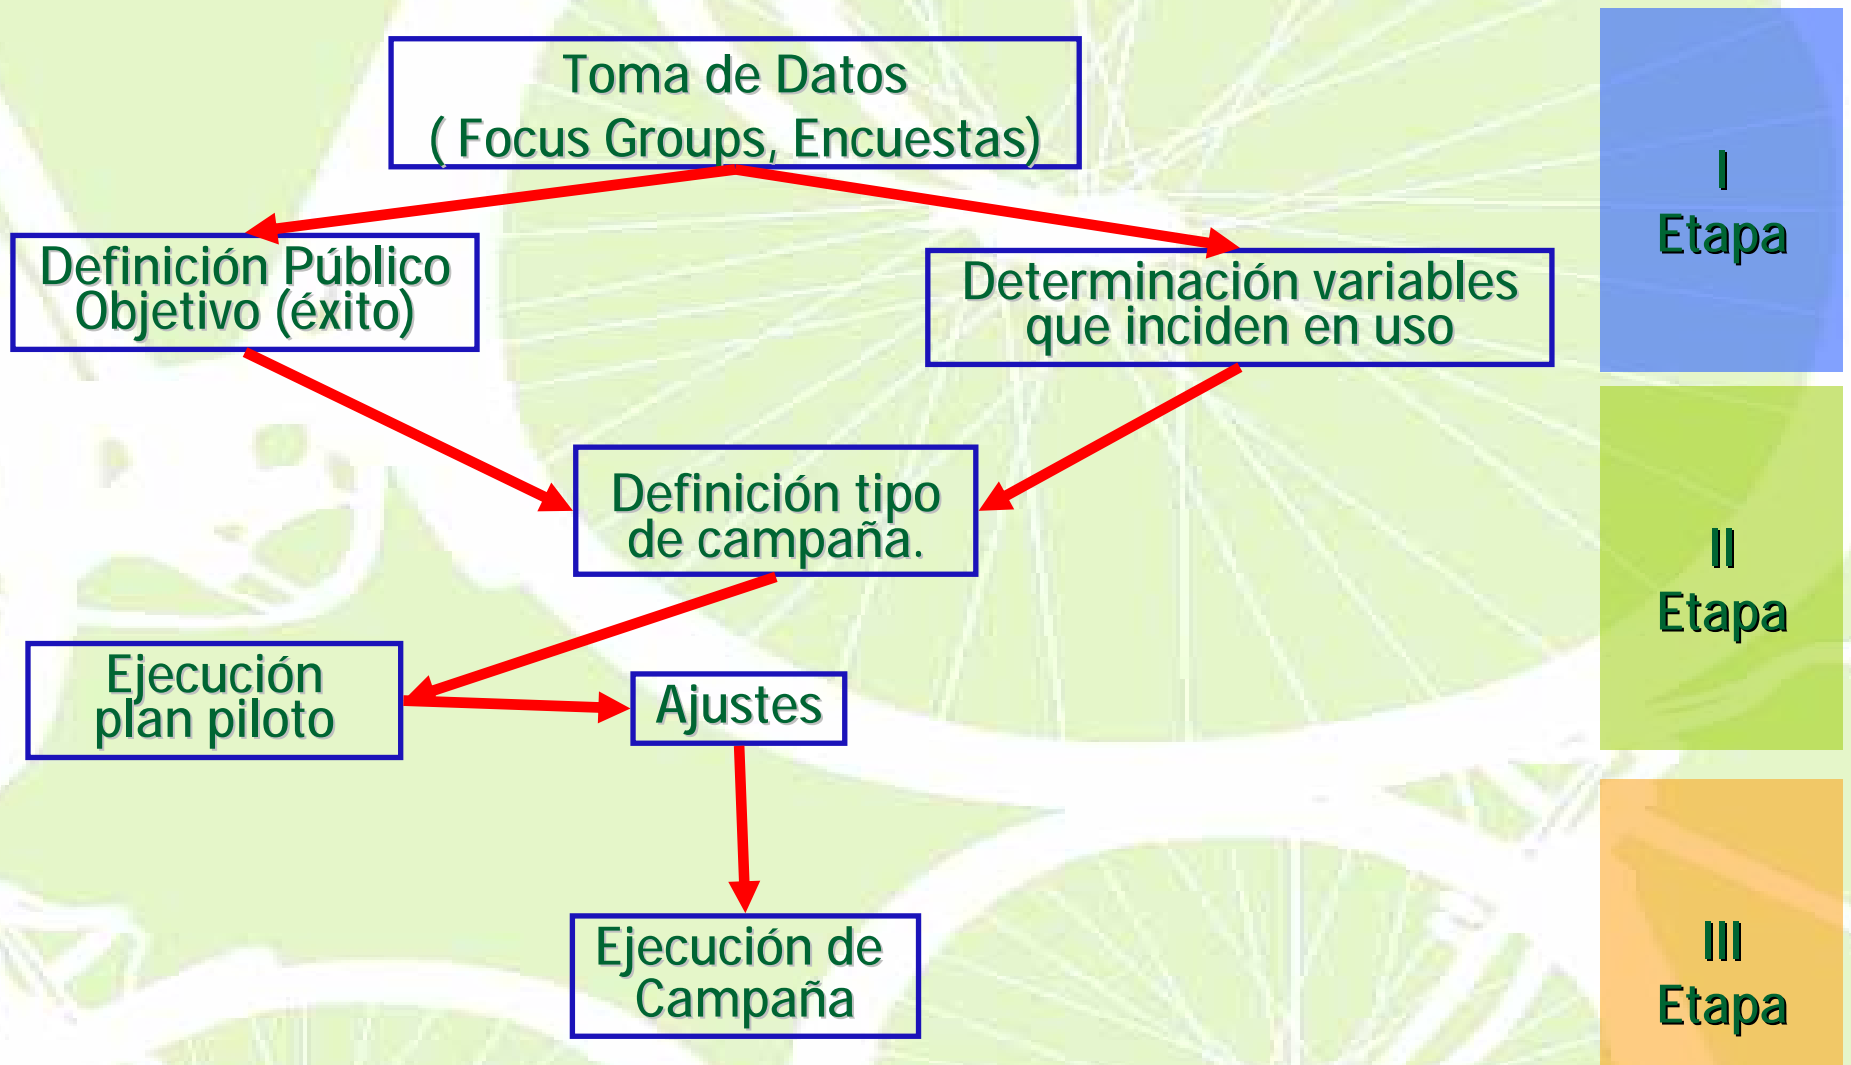 Toma de Datos
( Focus Groups, Encuestas)
I
Etapa
Definición Público
Objetivo (éxito)
Determinación variables
que inciden en uso
Definición tipo
de campaña.
II
Etapa
Ejecución
plan piloto
Ajustes
Ejecución de
Campaña
III
Etapa